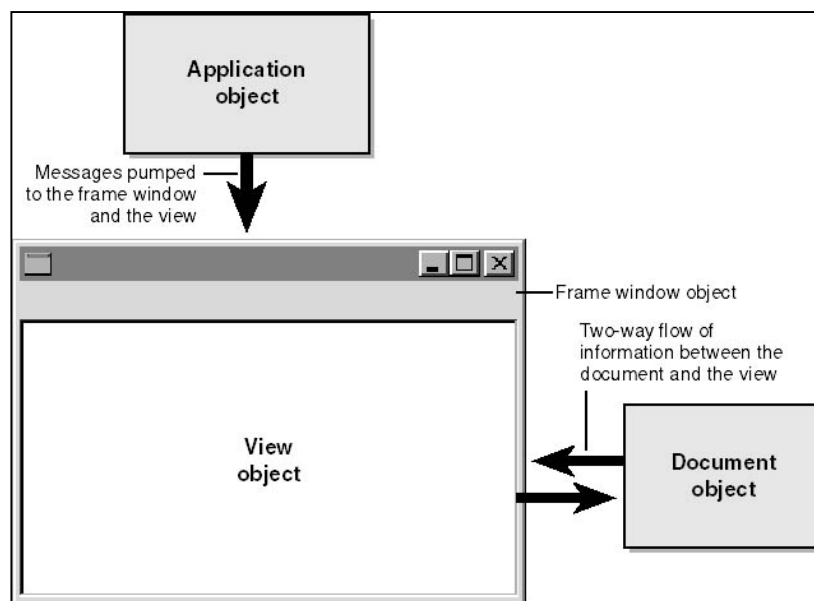 Application
object
Messages pumped
to the frame window
and the view
Frame window object
Two-way flow of
information between the
document and the view
View
object
Document
object